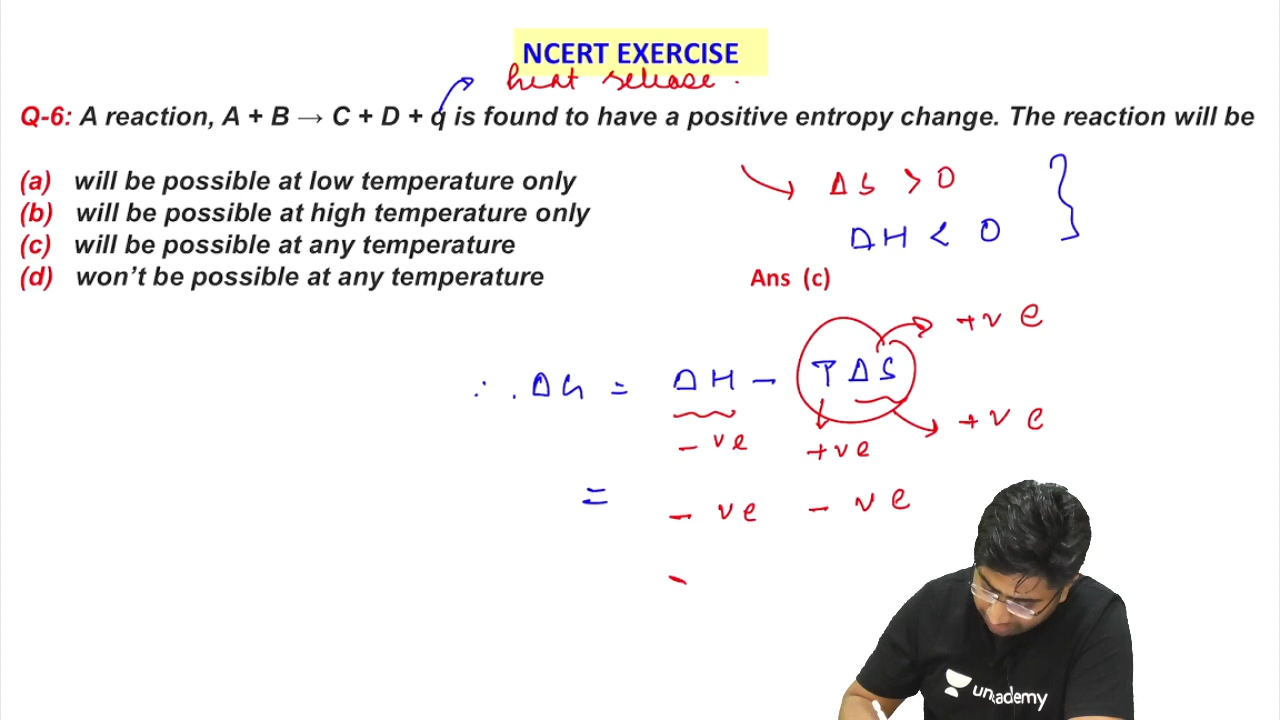 NCERT EXERCISE
heat release.
Q-6: A reaction, A + B → C + D + q is found to have a positive entropy change. The reaction will be
(a) will be possible at low temperature only
(b) will be possible at high temperature only
(c) will be possible at any temperature
(d) won't be possible at any temperature
Δ S > 0
Δ H < 0
Ans (c)
+ve
∴ . ΔG = ΔH - TΔS
+ve
-ve +ve
= -ve -ve
-
unacademy